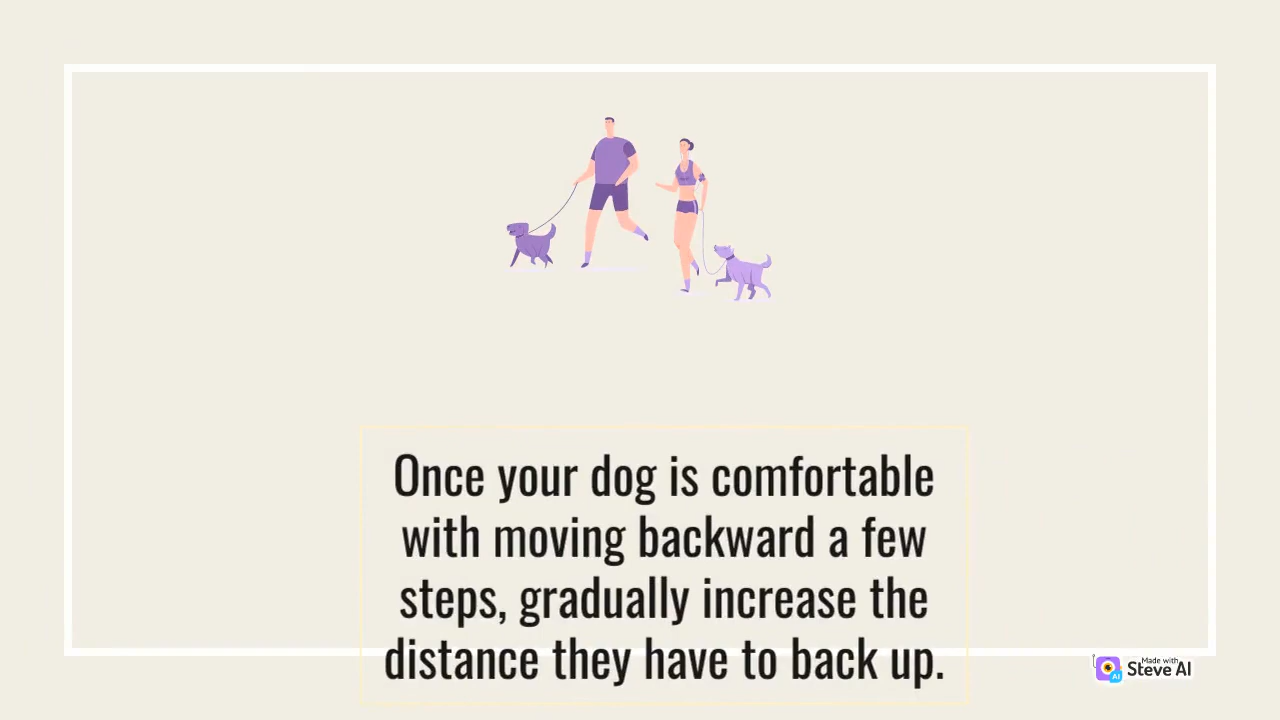 Once your dog is comfortable
with moving backward a few
steps, gradually increase the
distance they have to back up.
Made with
Steve AI
AI